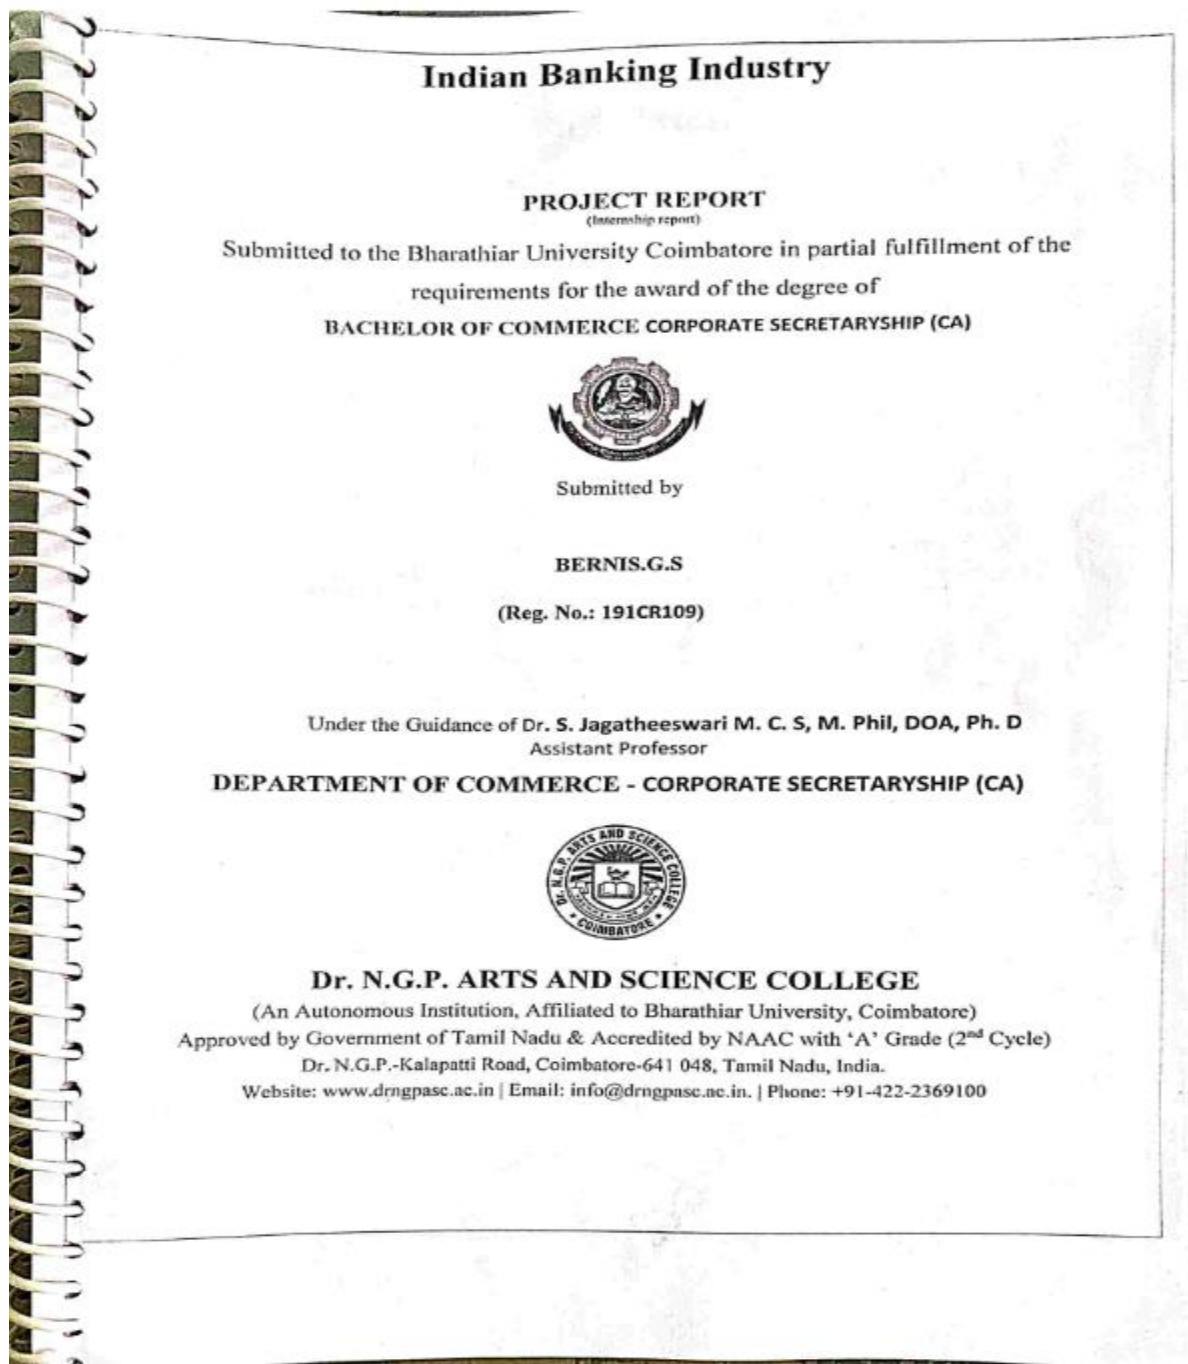 Indian Banking Industry
PROJECT REPORT
(Internship report)
Submitted to the Bharathiar University Coimbatore in partial fulfillment of the
requirements for the award of the degree of
BACHELOR OF COMMERCE CORPORATE SECRETARYSHIP (CA)
Submitted by
BERNIS.G.S
(Reg. No.: 191CR109)
Under the Guidance of Dr. S. Jagatheeswari M. C. S, M. Phil, DOA, Ph. D
Assistant Professor
DEPARTMENT OF COMMERCE - CORPORATE SECRETARYSHIP (CA)
Dr. N.G.P. ARTS AND SCIENCE COLLEGE
* COIMBATORE *
Dr. N.G.P. ARTS AND SCIENCE COLLEGE
(An Autonomous Institution, Affiliated to Bharathiar University, Coimbatore)
Approved by Government of Tamil Nadu & Accredited by NAAC with ‘A’ Grade (2nd Cycle)
Dr. N.G.P.-Kalapatti Road, Coimbatore-641 048, Tamil Nadu, India.
Website: www.drngpasc.ac.in | Email: info@drngpasc.ac.in. | Phone: +91-422-2369100